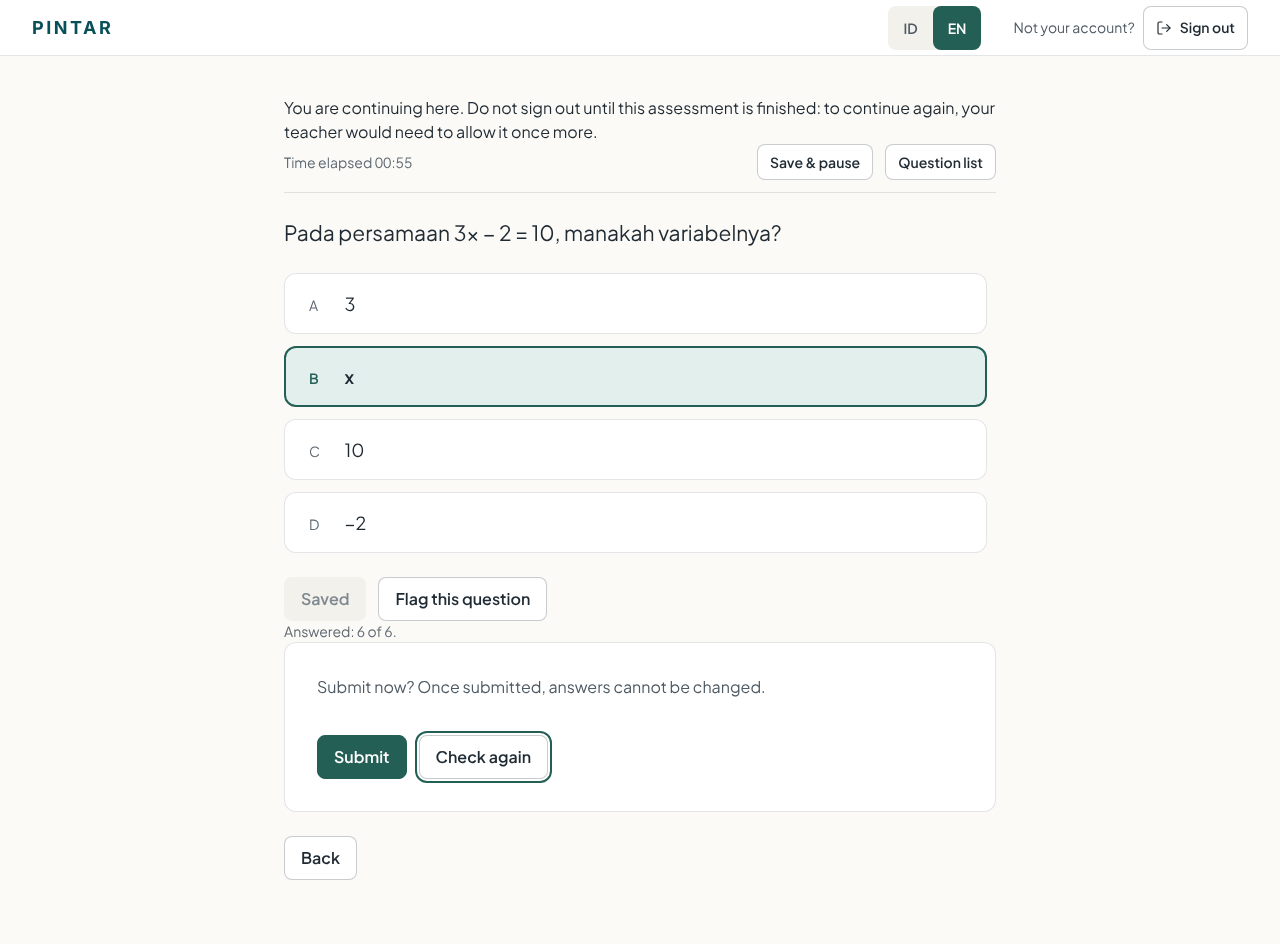 PINTAR
ID
EN
Not your account?
Sign out
You are continuing here. Do not sign out until this assessment is finished: to continue again, your
teacher would need to allow it once more.
Time elapsed 00:55
Save & pause
Question list
Pada persamaan 3x − 2 = 10, manakah variabelnya?
A 3
B x
C 10
D −2
Saved
Flag this question
Answered: 6 of 6.
Submit now? Once submitted, answers cannot be changed.
Submit
Check again
Back